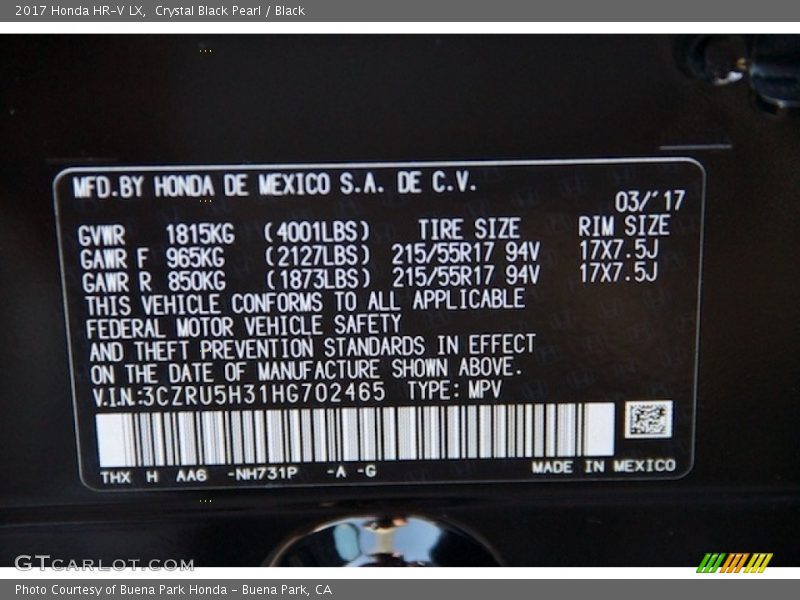 2017 Honda HR-V LX, Crystal Black Pearl / Black
MFD.BY HONDA DE MEXICO S.A. DE C.V.
03/'17
GVWR 1815KG (4001LBS) TIRE SIZE RIM SIZE
GAWR F 965KG (2127LBS) 215/55R17 94V 17X7.5J
GAWR R 850KG (1873LBS) 215/55R17 94V 17X7.5J
THIS VEHICLE CONFORMS TO ALL APPLICABLE
FEDERAL MOTOR VEHICLE SAFETY
AND THEFT PREVENTION STANDARDS IN EFFECT
ON THE DATE OF MANUFACTURE SHOWN ABOVE.
V.I.N:3CZRU5H31HG702465 TYPE: MPV
THX H AA6 -NH731P -A -G MADE IN MEXICO
GTCARLOT.COM
Photo Courtesy of Buena Park Honda - Buena Park, CA